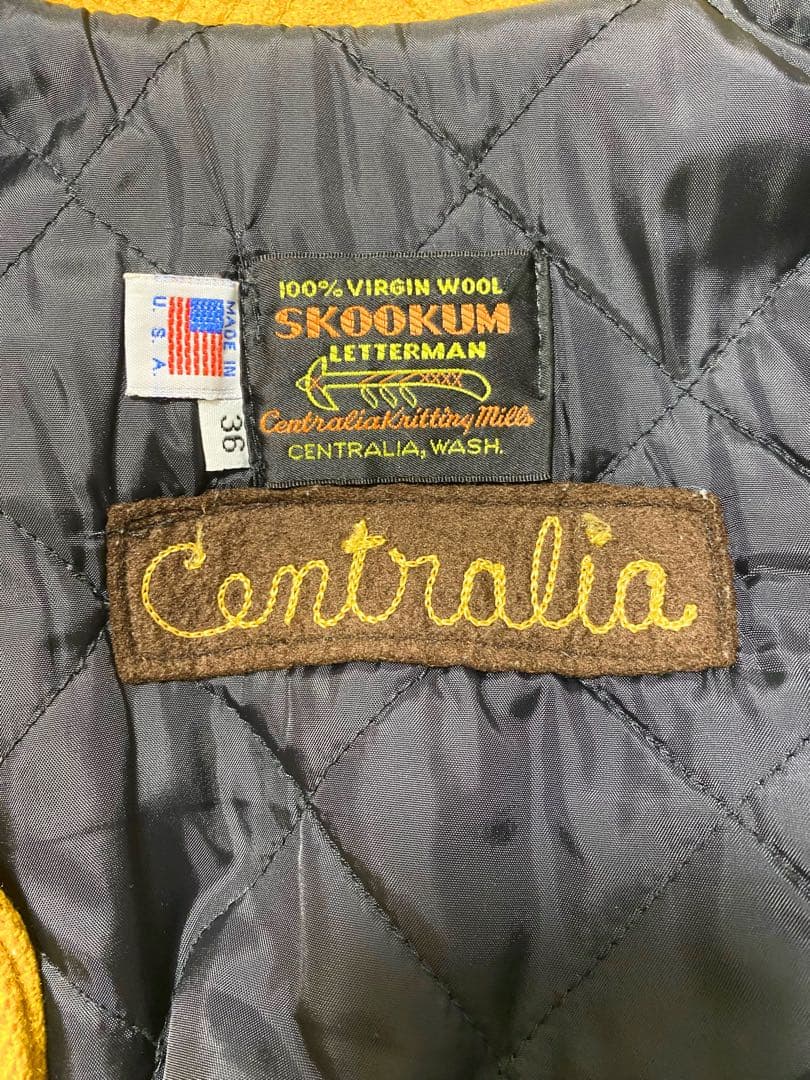 MADE IN
U.S.A
36
100% VIRGIN WOOL
SKOOKUM
LETTERMAN
Centralia Knitting Mills
CENTRALIA, WASH.
Centralia